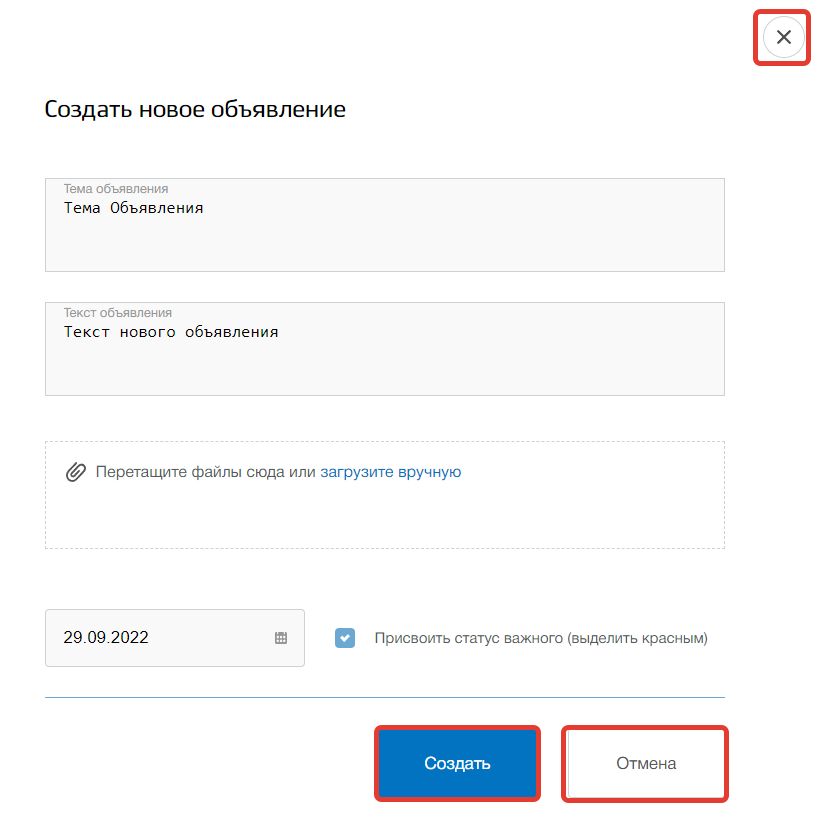 Создать новое объявление
Тема объявления
Тема Объявления
Текст объявления
Текст нового объявления
Перетащите файлы сюда или загрузите вручную
29.09.2022
Присвоить статус важного (выделить красным)
Создать
Отмена